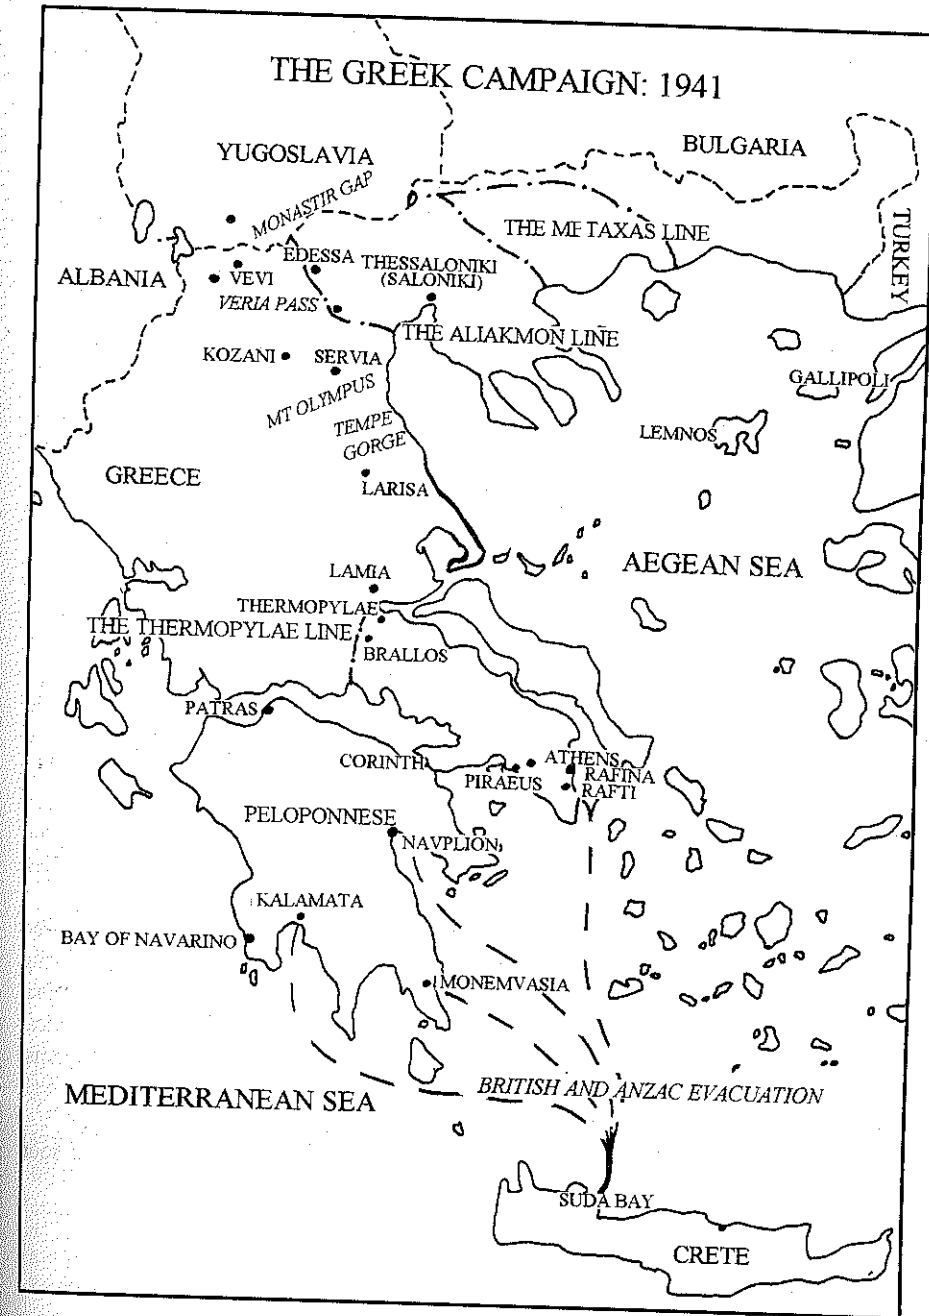 THE GREEK CAMPAIGN: 1941
YUGOSLAVIA
BULGARIA
MONASTIR GAP
THE METAXAS LINE
TURKEY
ALBANIA
EDESSA
VEVI
THESSALONIKI
(SALONIKI)
VERIA PASS
THE ALIAKMON LINE
KOZANI
SERVIA
GALLIPOLI
MT OLYMPUS
TEMPE
GORGE
LEMNOS
GREECE
LARISA
AEGEAN SEA
LAMIA
THERMOPYLAE
THE THERMOPYLAE LINE
BRALLOS
PATRAS
CORINTH
ATHENS
PIRAEUS
RAFINA
RAFTI
PELOPONNESE
NAVPLION
KALAMATA
BAY OF NAVARINO
MONEMVASIA
MEDITERRANEAN SEA
BRITISH AND ANZAC EVACUATION
SUDA BAY
CRETE